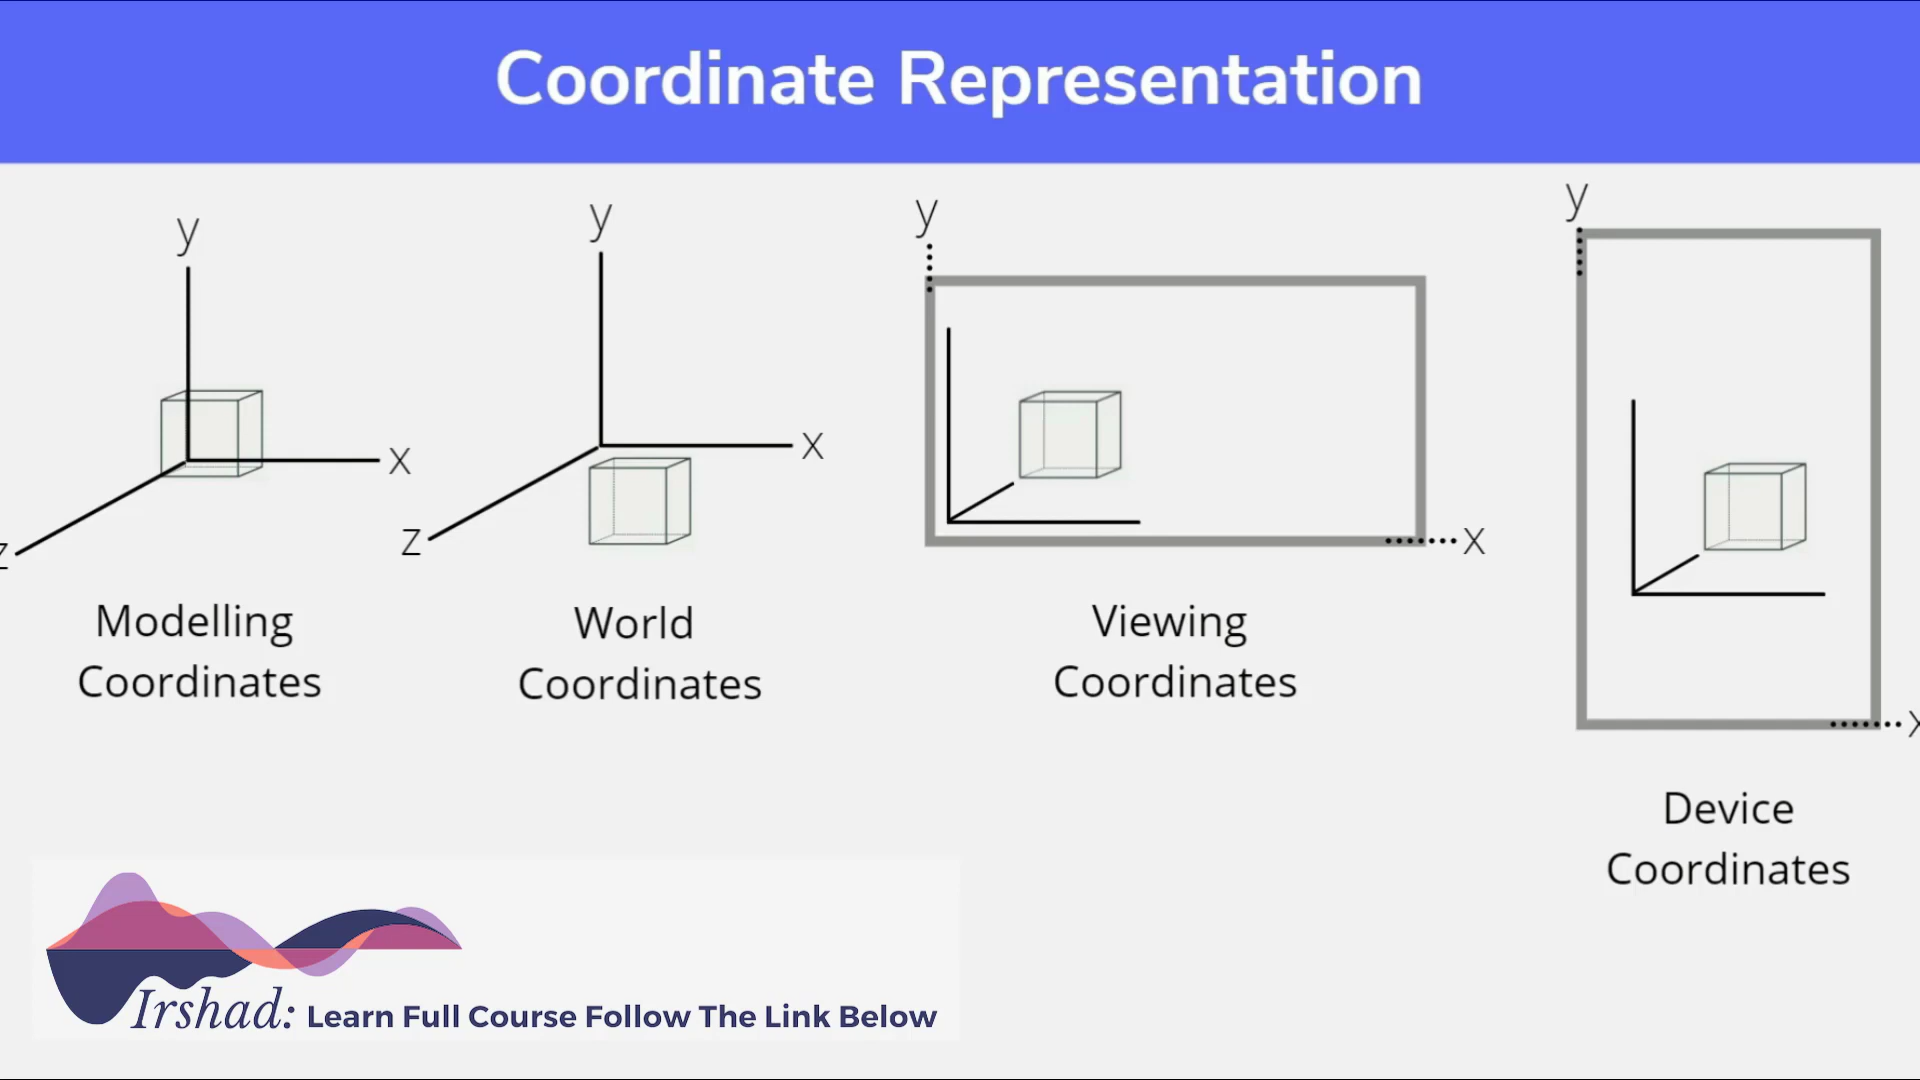 Coordinate Representation
y
x
z
Modelling
Coordinates
y
x
z
World
Coordinates
y
x
Viewing
Coordinates
y
x
Device
Coordinates
Irshad: Learn Full Course Follow The Link Below